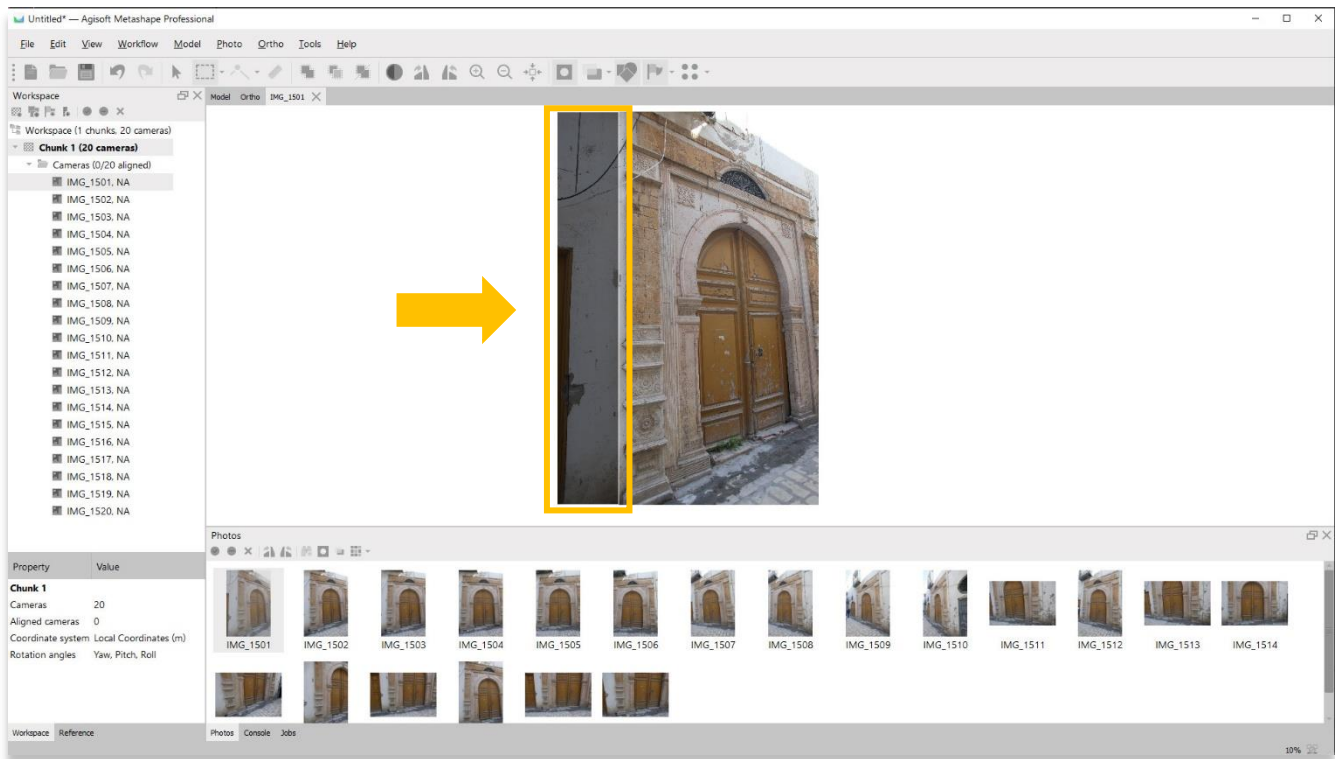 Untitled* — Agisoft Metashape Professional
File Edit View Workflow Model Photo Ortho Tools Help
Workspace
Model Ortho IMG_1501
Workspace (1 chunks, 20 cameras)
Chunk 1 (20 cameras)
Cameras (0/20 aligned)
IMG_1501, NA
IMG_1502, NA
IMG_1503, NA
IMG_1504, NA
IMG_1505, NA
IMG_1506, NA
IMG_1507, NA
IMG_1508, NA
IMG_1509, NA
IMG_1510, NA
IMG_1511, NA
IMG_1512, NA
IMG_1513, NA
IMG_1514, NA
IMG_1515, NA
IMG_1516, NA
IMG_1517, NA
IMG_1518, NA
IMG_1519, NA
IMG_1520, NA
Property Value
Chunk 1
Cameras 20
Aligned cameras 0
Coordinate system Local Coordinates (m)
Rotation angles Yaw, Pitch, Roll
Workspace Reference
Photos
IMG_1501 IMG_1502 IMG_1503 IMG_1504 IMG_1505 IMG_1506 IMG_1507 IMG_1508 IMG_1509 IMG_1510 IMG_1511 IMG_1512 IMG_1513 IMG_1514
Photos Console Jobs
10%